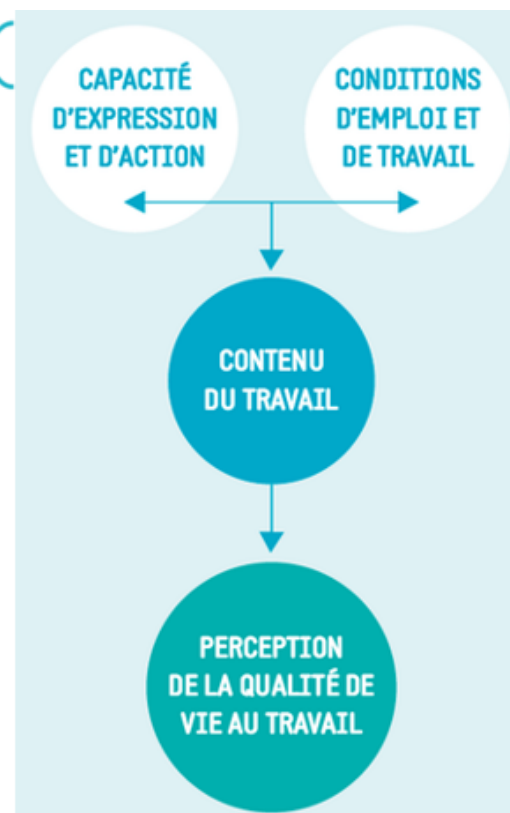 CAPACITÉ
D'EXPRESSION
ET D'ACTION
CONDITIONS
D'EMPLOI ET
DE TRAVAIL
CONTENU
DU TRAVAIL
PERCEPTION
DE LA QUALITÉ DE
VIE AU TRAVAIL